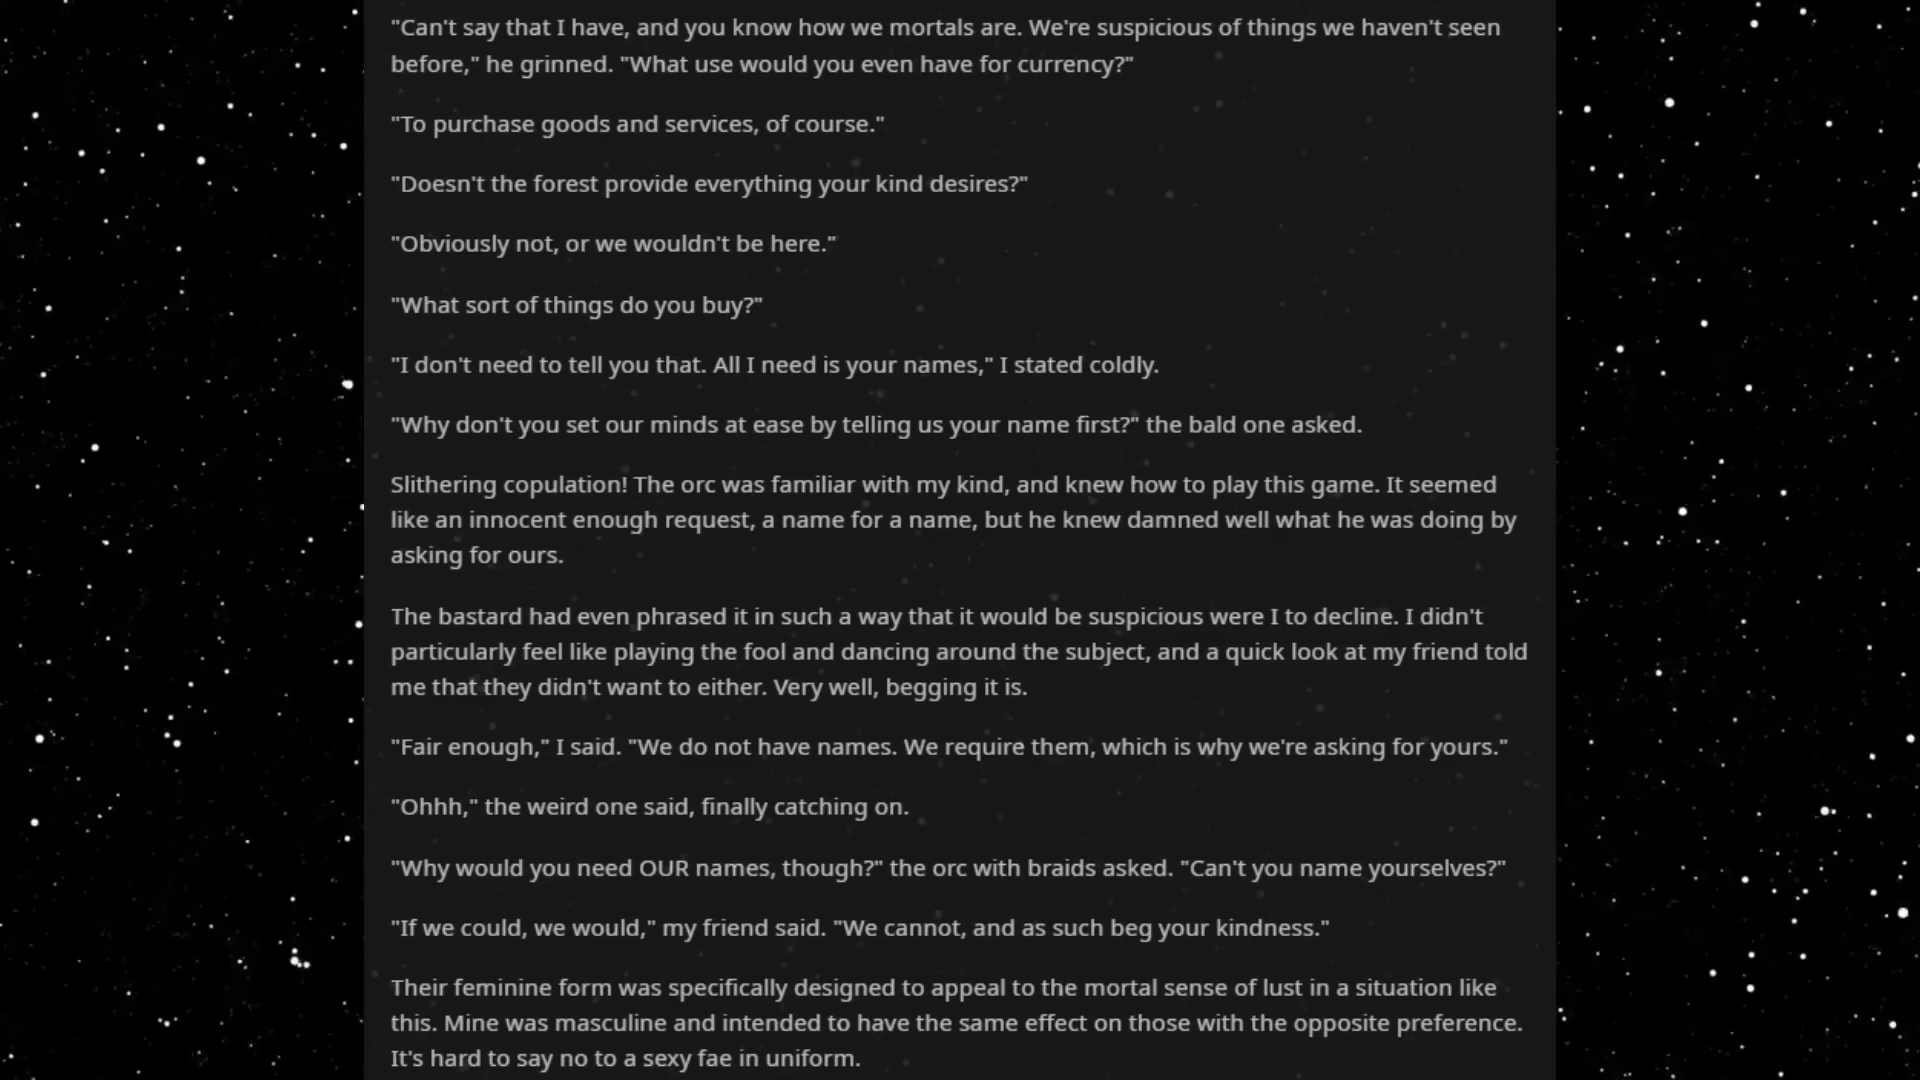 "Can't say that I have, and you know how we mortals are. We're suspicious of things we haven't seen
before," he grinned. "What use would you even have for currency?"
"To purchase goods and services, of course."
"Doesn't the forest provide everything your kind desires?"
"Obviously not, or we wouldn't be here."
"What sort of things do you buy?"
"I don't need to tell you that. All I need is your names," I stated coldly.
"Why don't you set our minds at ease by telling us your name first?" the bald one asked.
Slithering copulation! The orc was familiar with my kind, and knew how to play this game. It seemed
like an innocent enough request, a name for a name, but he knew damned well what he was doing by
asking for ours.
The bastard had even phrased it in such a way that it would be suspicious were I to decline. I didn't
particularly feel like playing the fool and dancing around the subject, and a quick look at my friend told
me that they didn't want to either. Very well, begging it is.
"Fair enough," I said. "We do not have names. We require them, which is why we're asking for yours."
"Ohhh," the weird one said, finally catching on.
"Why would you need OUR names, though?" the orc with braids asked. "Can't you name yourselves?"
"If we could, we would," my friend said. "We cannot, and as such beg your kindness."
Their feminine form was specifically designed to appeal to the mortal sense of lust in a situation like
this. Mine was masculine and intended to have the same effect on those with the opposite preference.
It's hard to say no to a sexy fae in uniform.